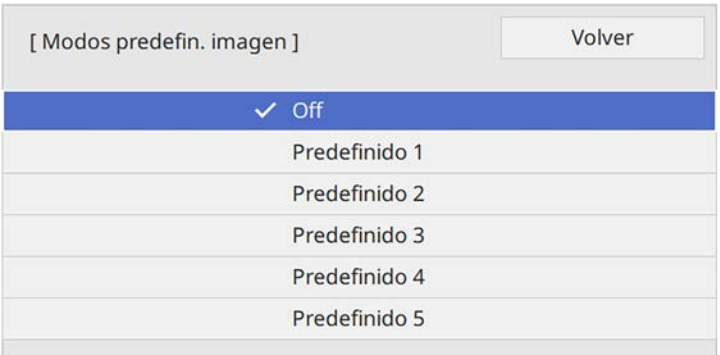 [ Modos predefin. imagen ]
Volver
Off
Predefinido 1
Predefinido 2
Predefinido 3
Predefinido 4
Predefinido 5